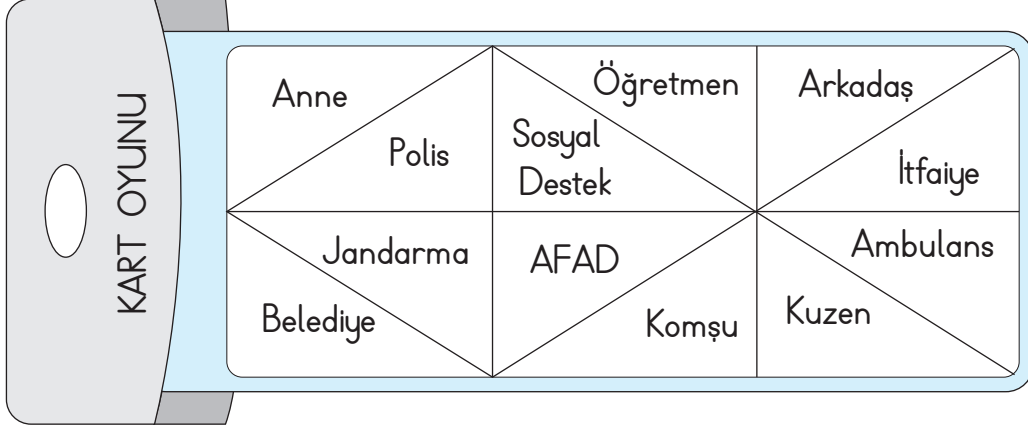 KART OYUNU
Anne
Polis
Sosyal
Destek
Öğretmen
Arkadaş
İtfaiye
Jandarma
Belediye
AFAD
Komşu
Ambulans
Kuzen